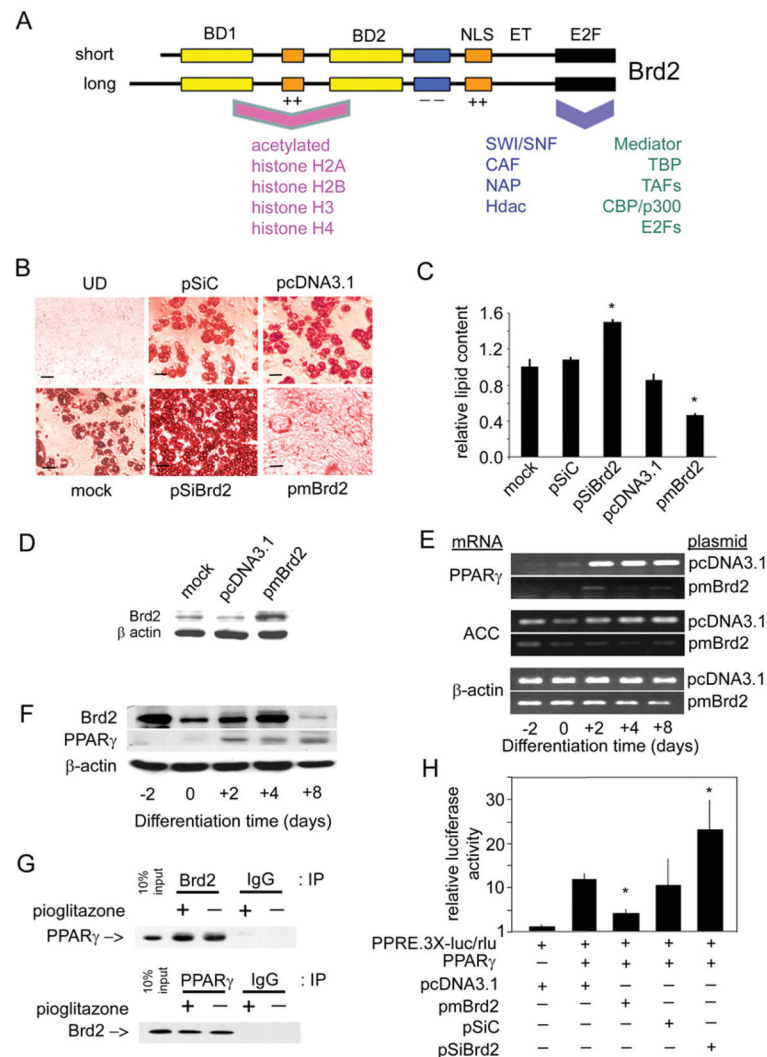 A
BD1 BD2 NLS ET E2F
short
long
Brd2
++ — — ++
acetylated
histone H2A
histone H2B
histone H3
histone H4
SWI/SNF
CAF
NAP
Hdac
Mediator
TBP
TAFs
CBP/p300
E2Fs
B
UD pSiC pcDNA3.1
mock pSiBrd2 pmBrd2
C
relative lipid content
1.6
1.2
0.8
0.4
0.0
* *
mock pSiC pSiBrd2 pcDNA3.1 pmBrd2
D
mock pcDNA3.1 pmBrd2
Brd2
β actin
E mRNA plasmid
PPARγ pcDNA3.1
pmBrd2
ACC pcDNA3.1
pmBrd2
β-actin pcDNA3.1
pmBrd2
-2 0 +2 +4 +8
Differentiation time (days)
F
Brd2
PPARγ
β-actin
-2 0 +2 +4 +8
Differentiation time (days)
G
10% input Brd2 IgG : IP
pioglitazone + — + —
PPARγ –>
10% input PPARγ IgG : IP
pioglitazone + — + —
Brd2 –>
H
relative luciferase activity
30
20
10
1
* *
PPRE.3X-luc/rlu + + + + +
PPARγ — + + + +
pcDNA3.1 + + — — —
pmBrd2 — — + — —
pSiC — — — + —
pSiBrd2 — — — — +